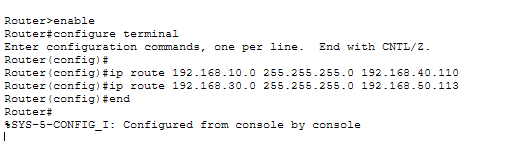 Router>enable
Router#configure terminal
Enter configuration commands, one per line.  End with CNTL/Z.
Router(config)#
Router(config)#ip route 192.168.10.0 255.255.255.0 192.168.40.110
Router(config)#ip route 192.168.30.0 255.255.255.0 192.168.50.113
Router(config)#end
Router#
%SYS-5-CONFIG_I: Configured from console by console